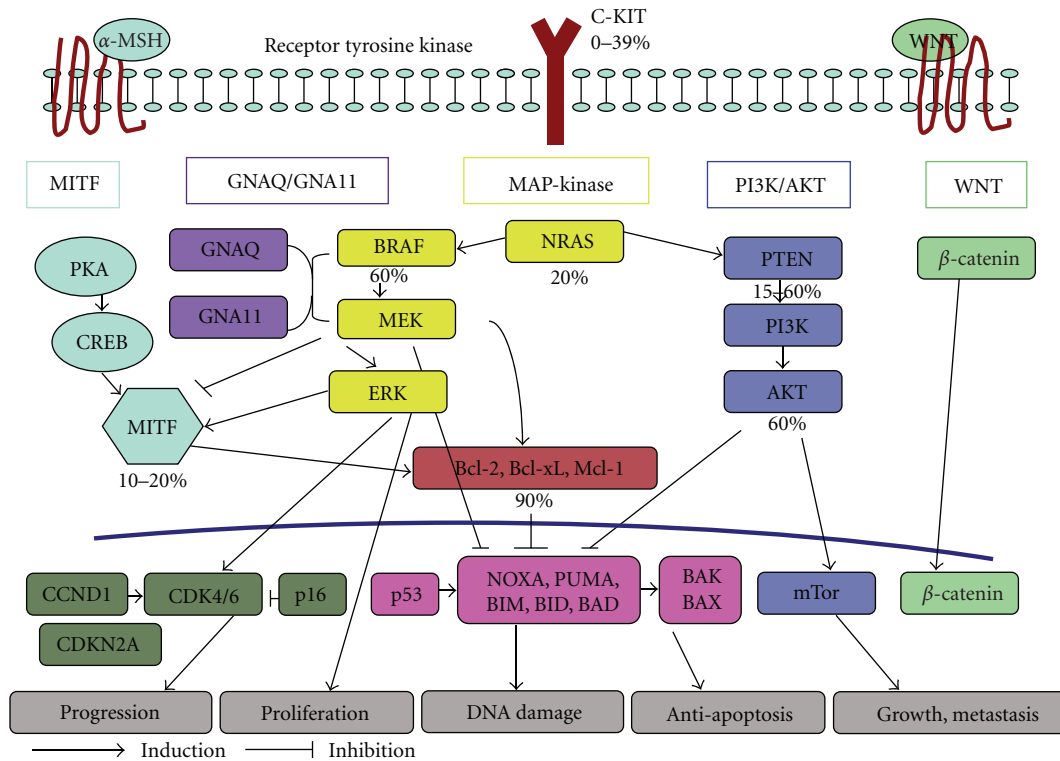 α-MSH
Receptor tyrosine kinase
C-KIT
0–39%
WNT
MITF
GNAQ/GNA11
MAP-kinase
PI3K/AKT
WNT
PKA
CREB
MITF
10–20%
GNAQ
GNA11
BRAF
60%
MEK
ERK
NRAS
20%
PTEN
15–60%
PI3K
AKT
60%
β-catenin
Bcl-2, Bcl-xL, Mcl-1
90%
CCND1
CDK4/6
p16
CDKN2A
p53
NOXA, PUMA,
BIM, BID, BAD
BAK
BAX
mTor
β-catenin
Progression
Proliferation
DNA damage
Anti-apoptosis
Growth, metastasis
Induction
Inhibition